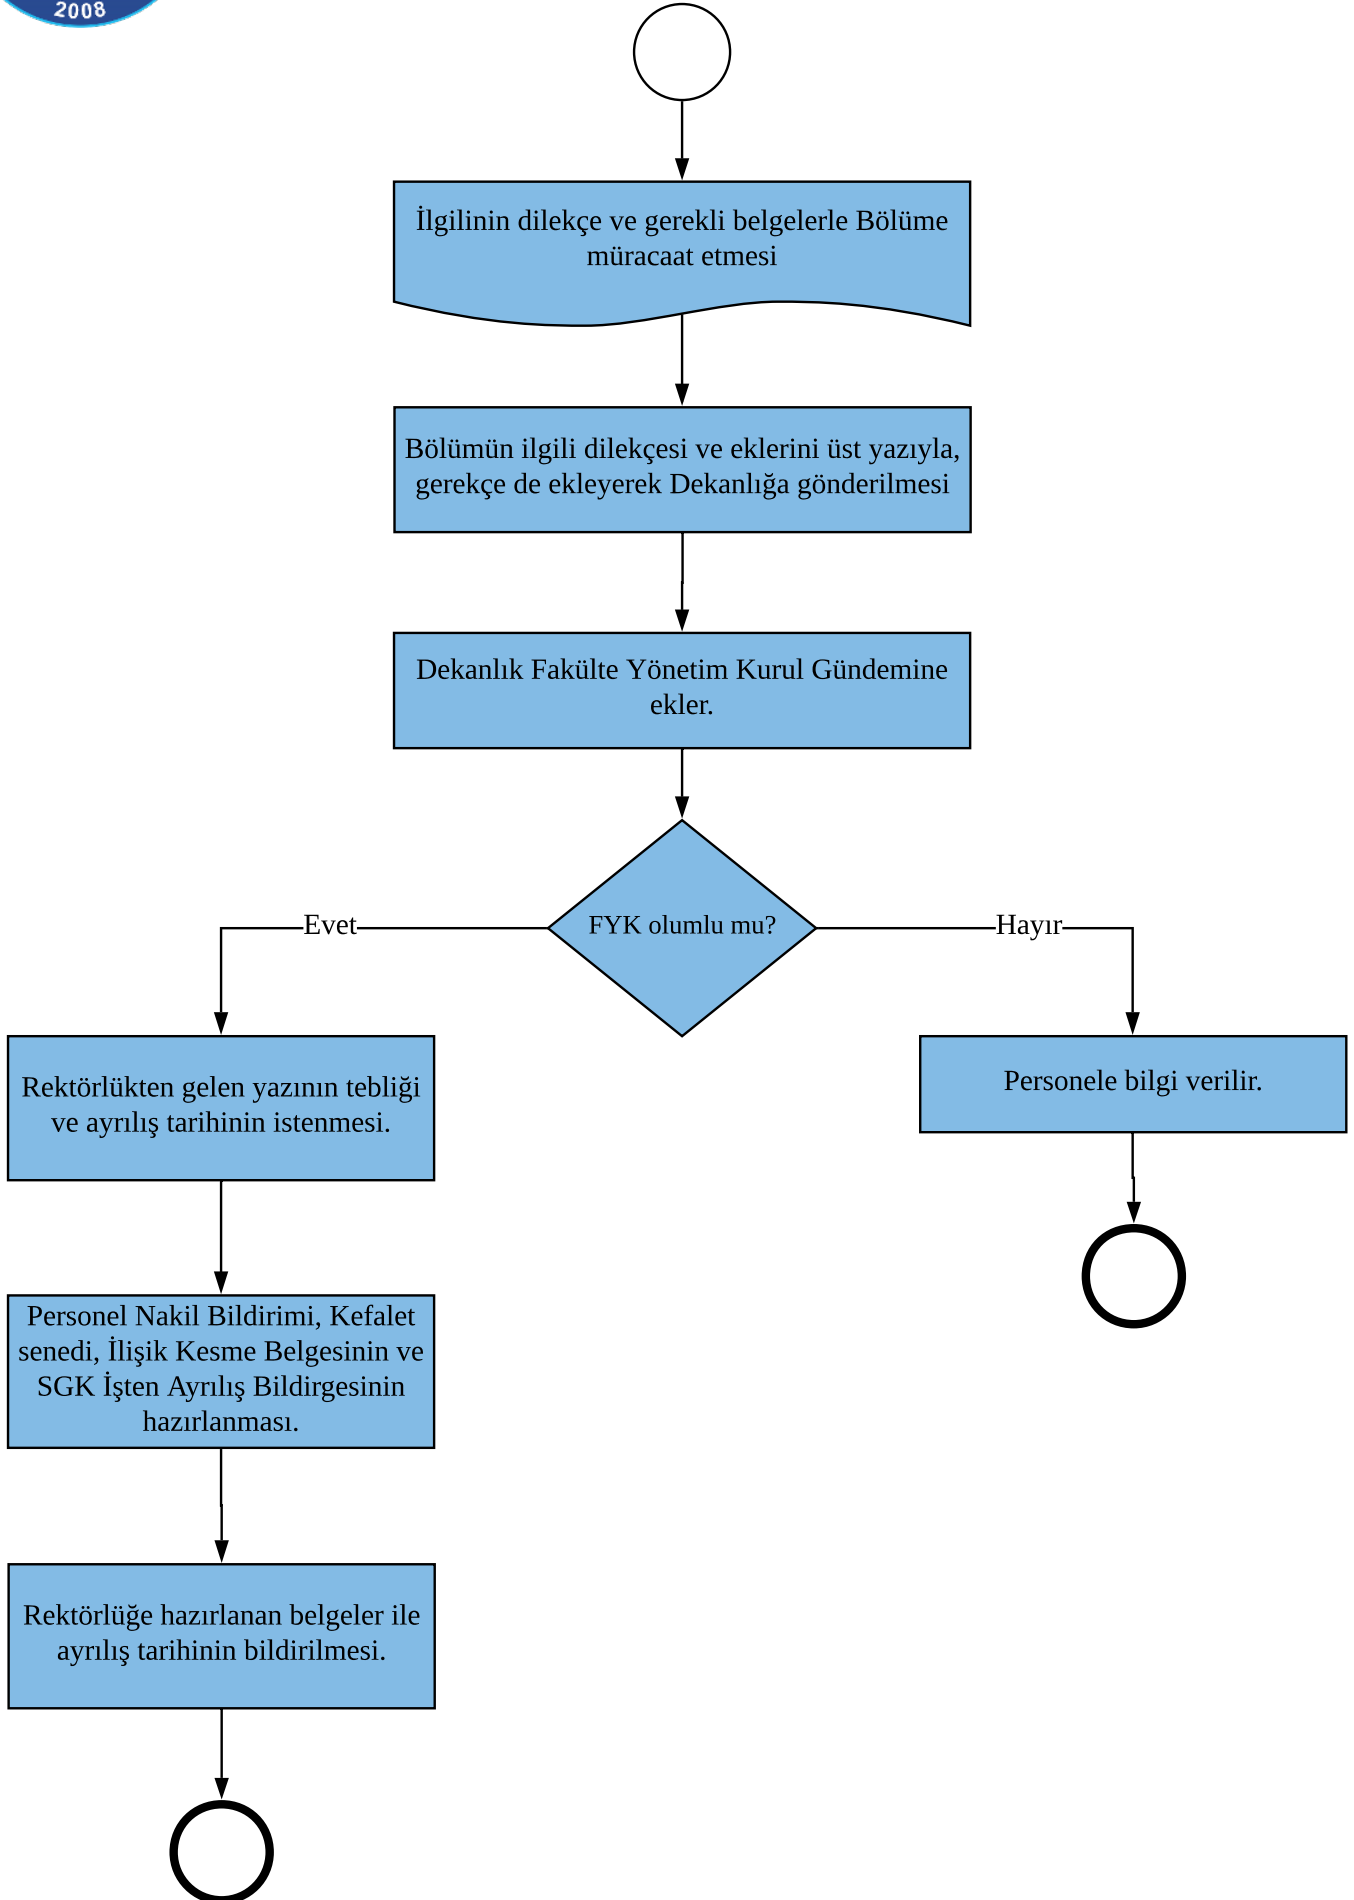 2008
İlgilinin dilekçe ve gerekli belgelerle Bölüme
müracaat etmesi
Bölümün ilgili dilekçesi ve eklerini üst yazıyla,
gerekçe de ekleyerek Dekanlığa gönderilmesi
Dekanlık Fakülte Yönetim Kurul Gündemine
ekler.
FYK olumlu mu?
Evet
Hayır
Rektörlükten gelen yazının tebliği
ve ayrılış tarihinin istenmesi.
Personele bilgi verilir.
Personel Nakil Bildirimi, Kefalet
senedi, İlişik Kesme Belgesinin ve
SGK İşten Ayrılış Bildirgesinin
hazırlanması.
Rektörlüğe hazırlanan belgeler ile
ayrılış tarihinin bildirilmesi.